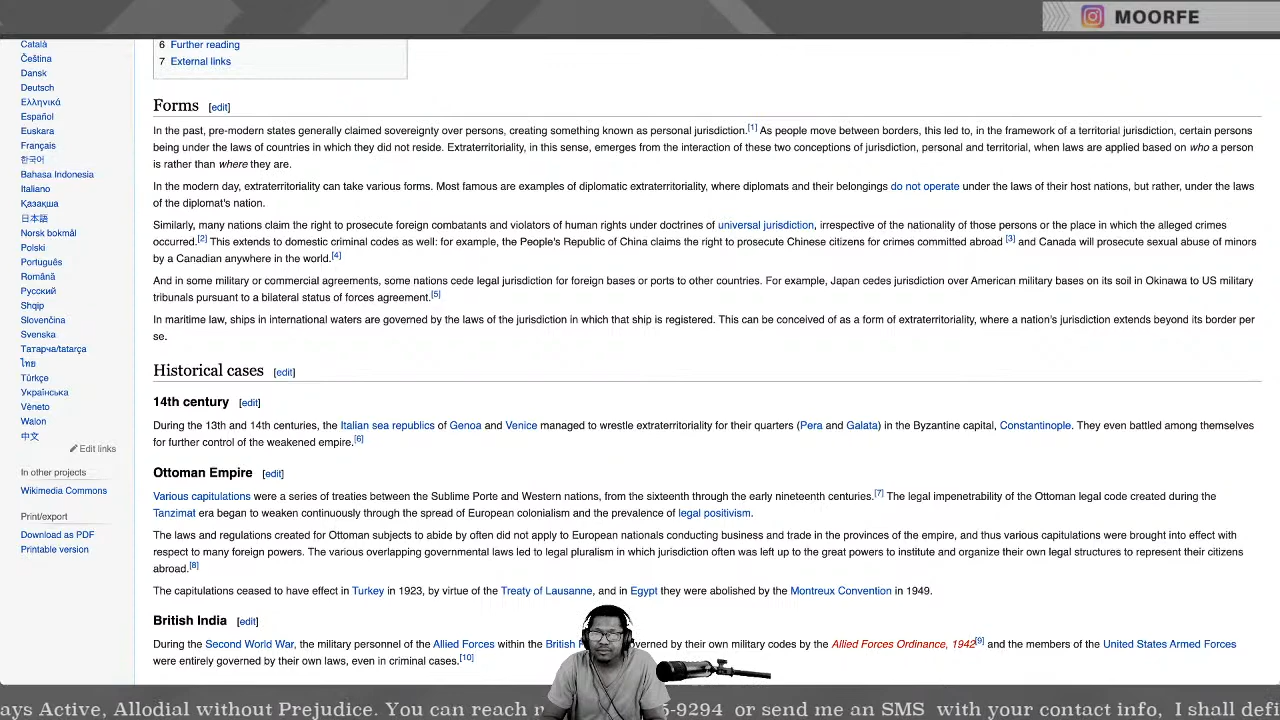 MOORFE
Català
Čeština
Dansk
Deutsch
Ελληνικά
Español
Euskara
Français
한국어
Bahasa Indonesia
Italiano
Қазақша
日本語
Norsk bokmål
Polski
Português
Română
Русский
Shqip
Slovenčina
Svenska
Татарча/tatarça
ไทย
Türkçe
Українська
Vèneto
Walon
中文
Edit links
In other projects
Wikimedia Commons
Print/export
Download as PDF
Printable version
6 Further reading
7 External links
Forms [edit]
In the past, pre-modern states generally claimed sovereignty over persons, creating something known as personal jurisdiction.[1] As people move between borders, this led to, in the framework of a territorial jurisdiction, certain persons
being under the laws of countries in which they did not reside. Extraterritoriality, in this sense, emerges from the interaction of these two conceptions of jurisdiction, personal and territorial, when laws are applied based on who a person
is rather than where they are.
In the modern day, extraterritoriality can take various forms. Most famous are examples of diplomatic extraterritoriality, where diplomats and their belongings do not operate under the laws of their host nations, but rather, under the laws
of the diplomat's nation.
Similarly, many nations claim the right to prosecute foreign combatants and violators of human rights under doctrines of universal jurisdiction, irrespective of the nationality of those persons or the place in which the alleged crimes
occurred.[2] This extends to domestic criminal codes as well: for example, the People's Republic of China claims the right to prosecute Chinese citizens for crimes committed abroad [3] and Canada will prosecute sexual abuse of minors
by a Canadian anywhere in the world.[4]
And in some military or commercial agreements, some nations cede legal jurisdiction for foreign bases or ports to other countries. For example, Japan cedes jurisdiction over American military bases on its soil in Okinawa to US military
tribunals pursuant to a bilateral status of forces agreement.[5]
In maritime law, ships in international waters are governed by the laws of the jurisdiction in which that ship is registered. This can be conceived of as a form of extraterritoriality, where a nation's jurisdiction extends beyond its border per
se.
Historical cases [edit]
14th century [edit]
During the 13th and 14th centuries, the Italian sea republics of Genoa and Venice managed to wrestle extraterritoriality for their quarters (Pera and Galata) in the Byzantine capital, Constantinople. They even battled among themselves
for further control of the weakened empire.[6]
Ottoman Empire [edit]
Various capitulations were a series of treaties between the Sublime Porte and Western nations, from the sixteenth through the early nineteenth centuries.[7] The legal impenetrability of the Ottoman legal code created during the
Tanzimat era began to weaken continuously through the spread of European colonialism and the prevalence of legal positivism.
The laws and regulations created for Ottoman subjects to abide by often did not apply to European nationals conducting business and trade in the provinces of the empire, and thus various capitulations were brought into effect with
respect to many foreign powers. The various overlapping governmental laws led to legal pluralism in which jurisdiction often was left up to the great powers to institute and organize their own legal structures to represent their citizens
abroad.[8]
The capitulations ceased to have effect in Turkey in 1923, by virtue of the Treaty of Lausanne, and in Egypt they were abolished by the Montreux Convention in 1949.
British India [edit]
During the Second World War, the military personnel of the Allied Forces within the British verned by their own military codes by the Allied Forces Ordinance, 1942[9] and the members of the United States Armed Forces
were entirely governed by their own laws, even in criminal cases.[10]
ays Active, Allodial without Prejudice. You can reach 5-9294 or send me an SMS with your contact info, I shall defi